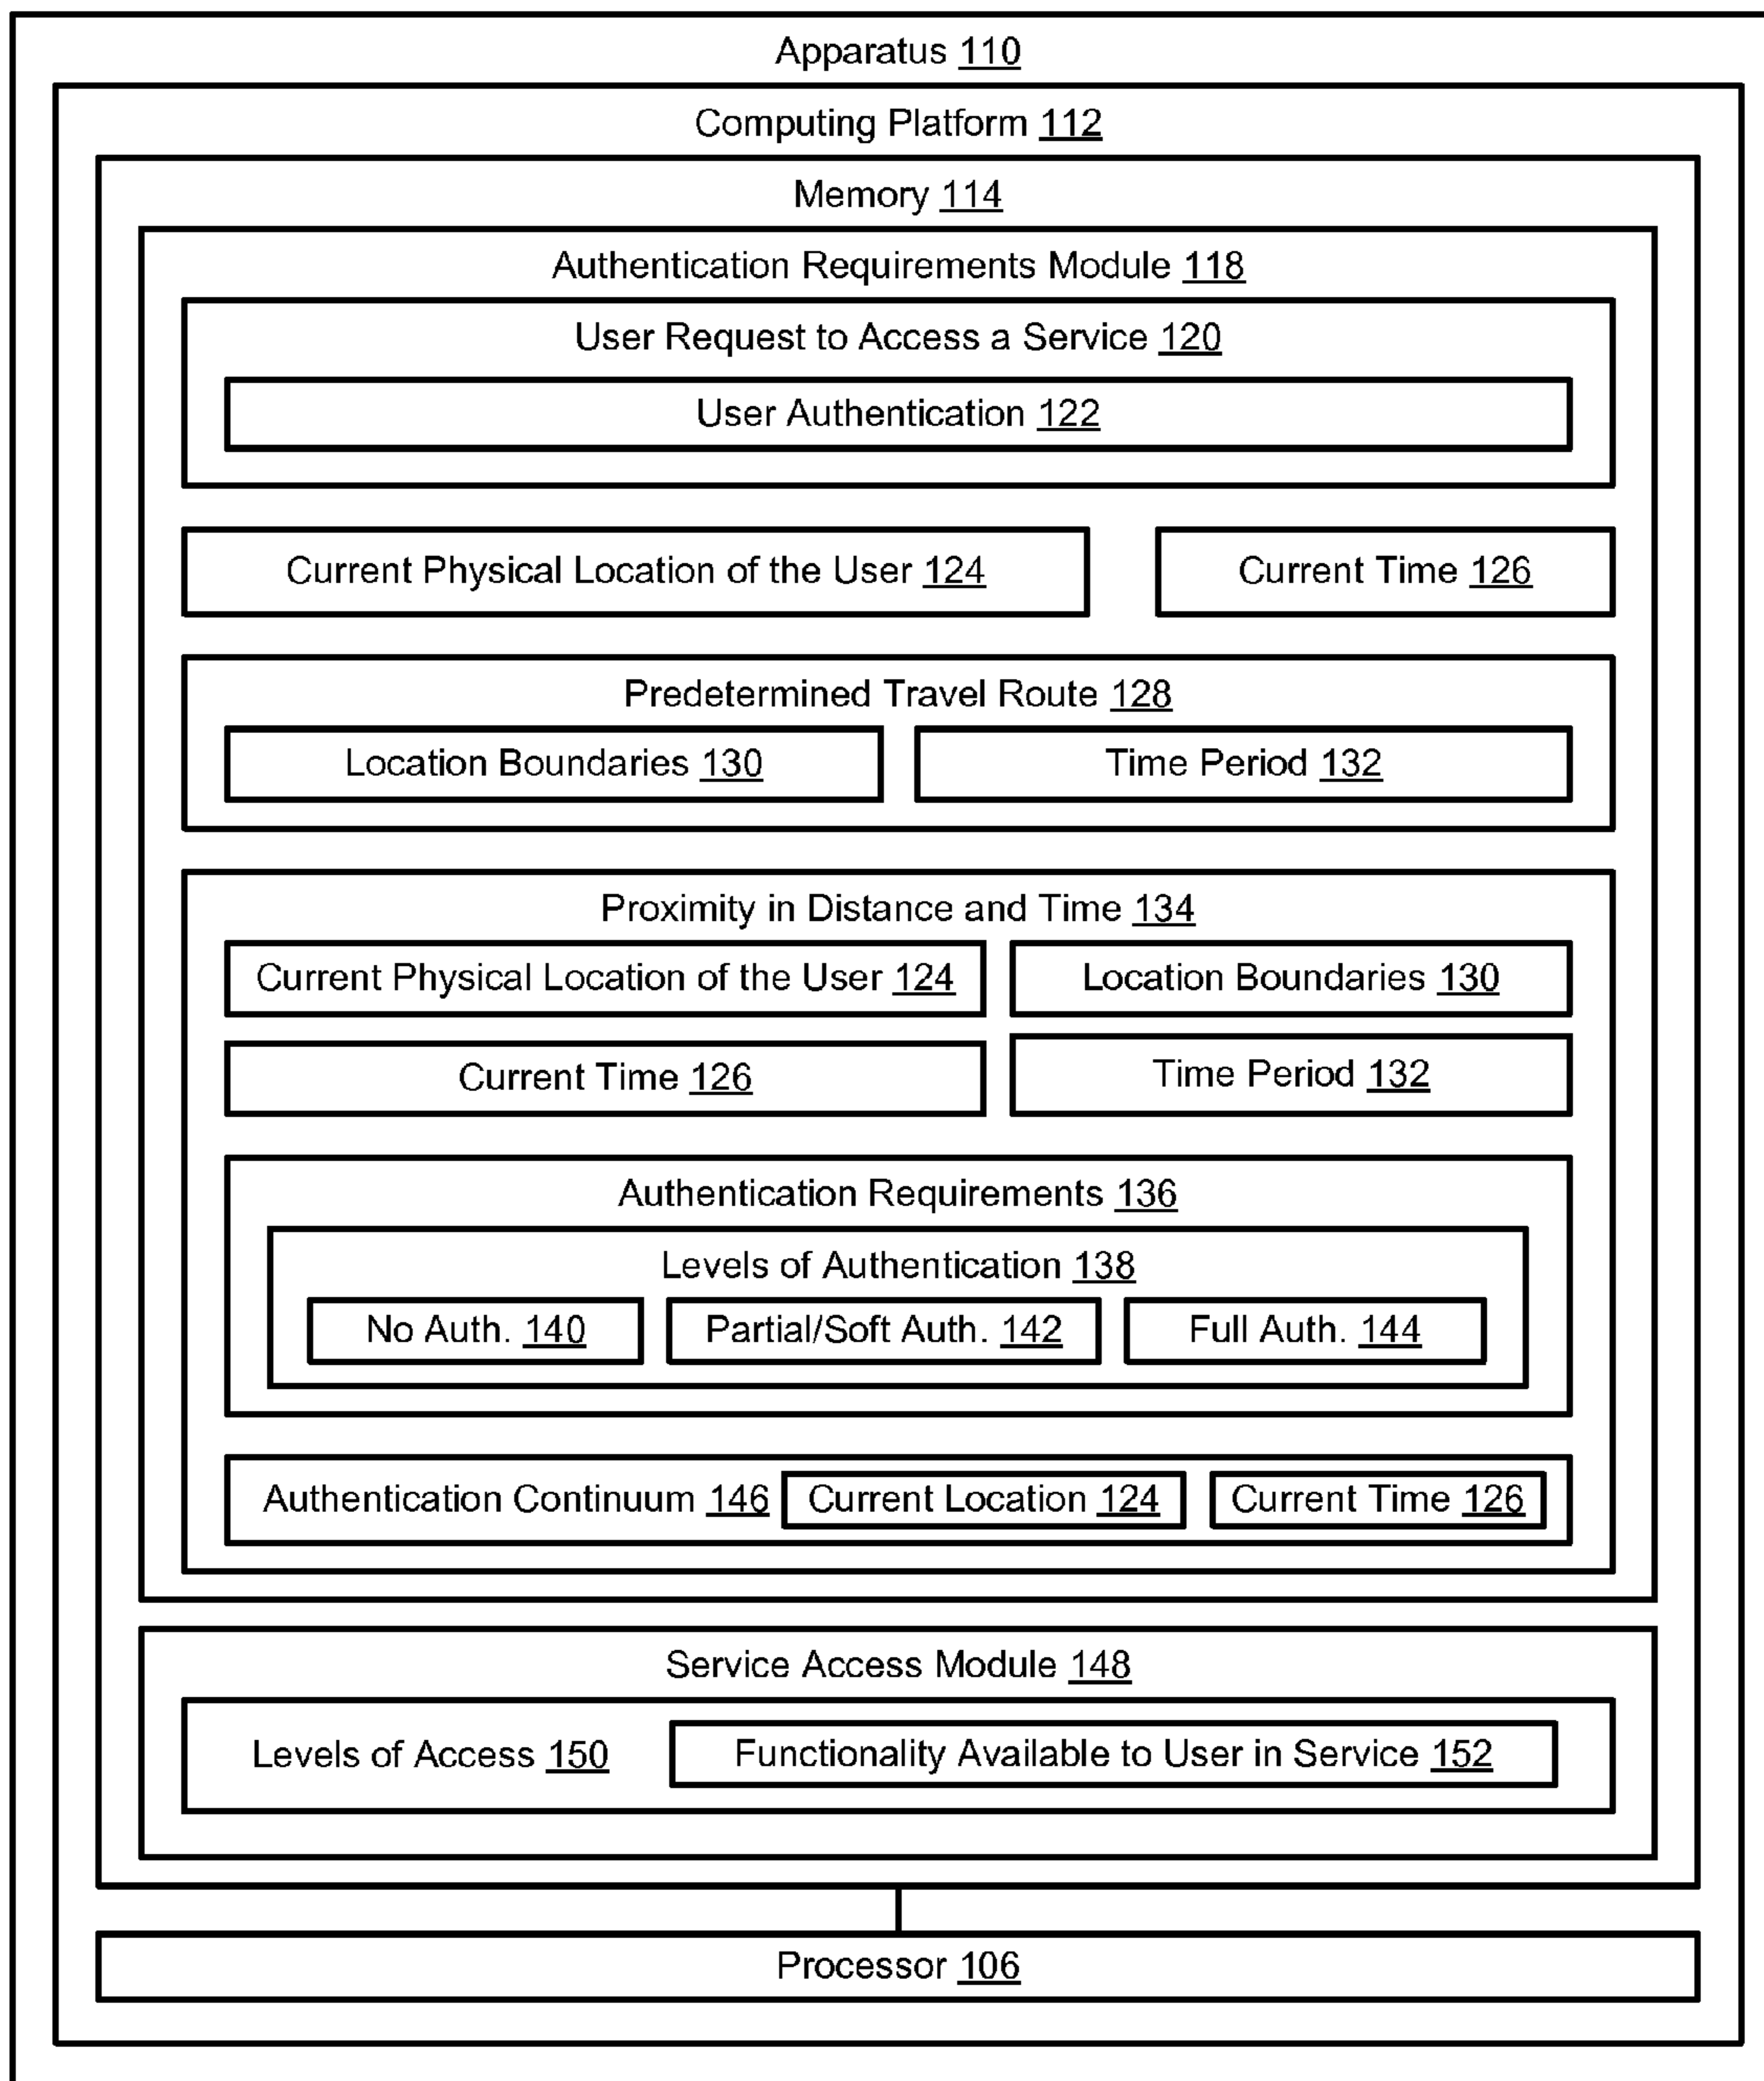 Apparatus 110
Computing Platform 112
Memory 114
Authentication Requirements Module 118
User Request to Access a Service 120
User Authentication 122
Current Physical Location of the User 124
Current Time 126
Predetermined Travel Route 128
Location Boundaries 130
Time Period 132
Proximity in Distance and Time 134
Current Physical Location of the User 124
Location Boundaries 130
Current Time 126
Time Period 132
Authentication Requirements 136
Levels of Authentication 138
No Auth. 140
Partial/Soft Auth. 142
Full Auth. 144
Authentication Continuum 146
Current Location 124
Current Time 126
Service Access Module 148
Levels of Access 150
Functionality Available to User in Service 152
Processor 106